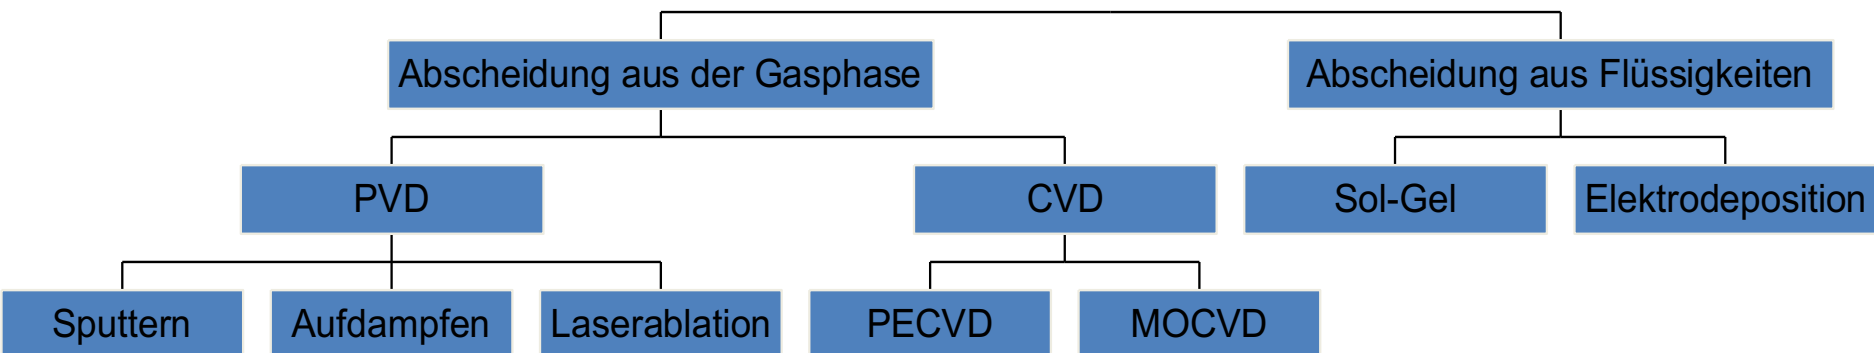 Abscheidung aus der Gasphase
Abscheidung aus Flüssigkeiten
PVD
CVD
Sol-Gel
Elektrodeposition
Sputtern
Aufdampfen
Laserablation
PECVD
MOCVD